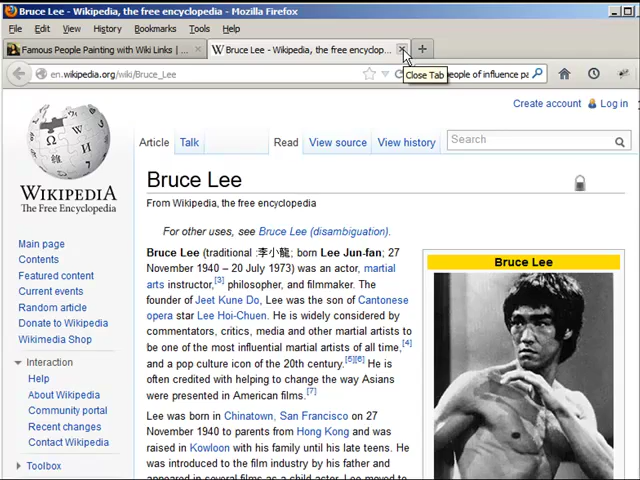 Bruce Lee - Wikipedia, the free encyclopedia - Mozilla Firefox
File Edit View History Bookmarks Tools Help
Famous People Painting with Wiki Links | ...
W Bruce Lee - Wikipedia, the free encyclop...
en.wikipedia.org/wiki/Bruce_Lee
people of influence pa
Close Tab
Create account Log in
WIKIPEDIA
The Free Encyclopedia
Article Talk Read View source View history Search
Main page
Contents
Featured content
Current events
Random article
Donate to Wikipedia
Wikimedia Shop
Interaction
Help
About Wikipedia
Community portal
Recent changes
Contact Wikipedia
Toolbox
Bruce Lee
From Wikipedia, the free encyclopedia
For other uses, see Bruce Lee (disambiguation).
Bruce Lee (traditional :李小龍; born Lee Jun-fan; 27
November 1940 – 20 July 1973) was an actor, martial
arts instructor,[3] philosopher, and filmmaker. The
founder of Jeet Kune Do, Lee was the son of Cantonese
opera star Lee Hoi-Chuen. He is widely considered by
commentators, critics, media and other martial artists to
be one of the most influential martial artists of all time,[4]
and a pop culture icon of the 20th century.[5][6] He is
often credited with helping to change the way Asians
were presented in American films.[7]
Lee was born in Chinatown, San Francisco on 27
November 1940 to parents from Hong Kong and was
raised in Kowloon with his family until his late teens. He
was introduced to the film industry by his father and
appeared in several films as a child actor. Lee moved to
Bruce Lee